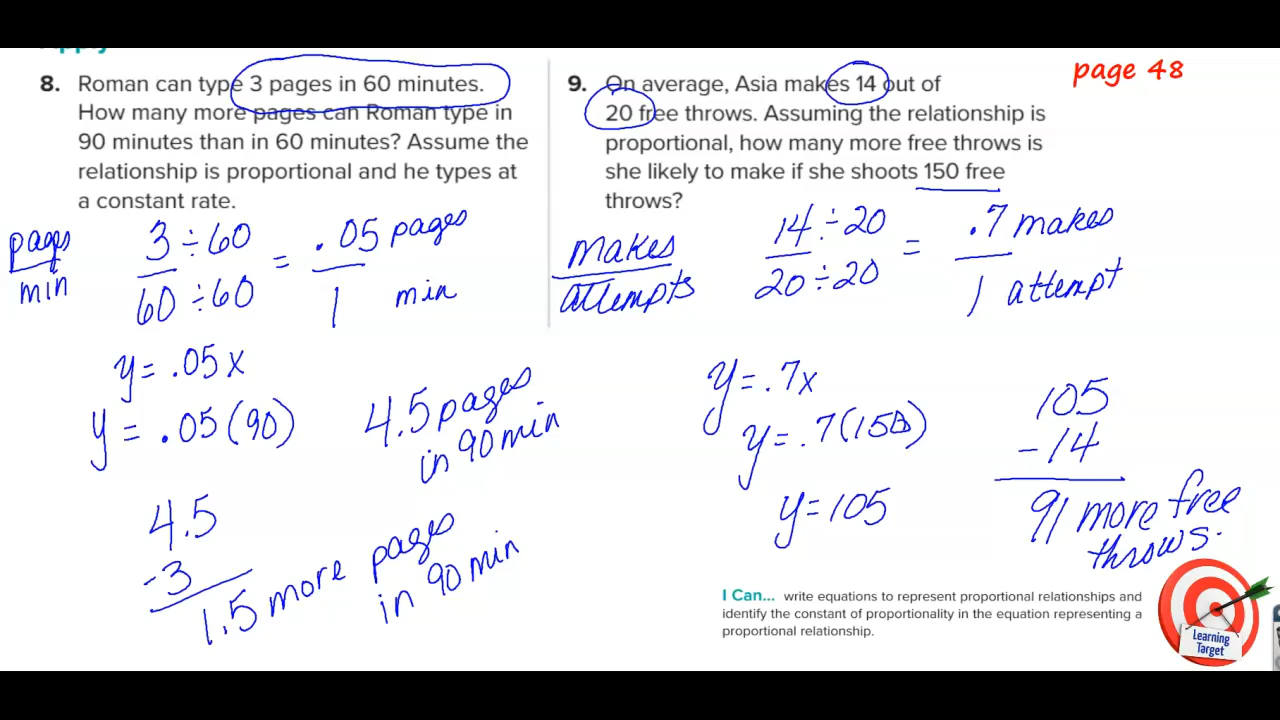 Apply
page 48
8. Roman can type 3 pages in 60 minutes.
How many more pages can Roman type in
90 minutes than in 60 minutes? Assume the
relationship is proportional and he types at
a constant rate.
pages
min
3 ÷ 60
60 ÷ 60
=
.05 pages
1 min
y = .05x
y = .05(90)
4.5 pages
in 90 min
4.5
-3
1.5 more pages
in 90 min
9. On average, Asia makes 14 out of
20 free throws. Assuming the relationship is
proportional, how many more free throws is
she likely to make if she shoots 150 free
throws?
makes
attempts
14 ÷ 20
20 ÷ 20
=
.7 makes
1 attempt
y = .7x
y = .7(150)
y = 105
105
-14
91 more free
throws.
I Can... write equations to represent proportional relationships and
identify the constant of proportionality in the equation representing a
proportional relationship.
Learning
Target